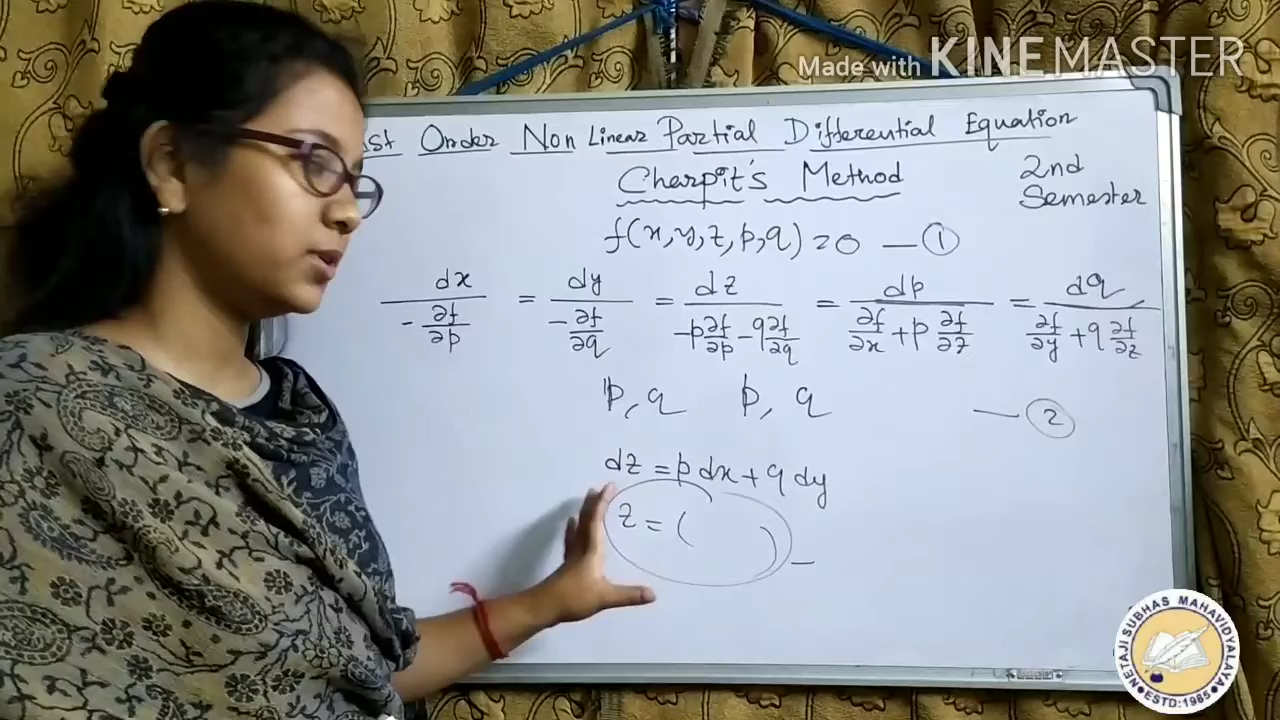 Made with KINEMASTER
st Order Non Linear Partial Differential Equation
Charpit's Method
2nd
Semester
f(x, y, z, p, q) = 0 — ①
dx / -∂f/∂p = dy / -∂f/∂q = dz / -p ∂f/∂p - q ∂f/∂q = dp / ∂f/∂x + p ∂f/∂z = dq / ∂f/∂y + q ∂f/∂z
p, q p, q — ②
dz = p dx + q dy
z = ( ) —
NETAJI SUBHAS MAHAVIDYALAYA
ESTD:1985